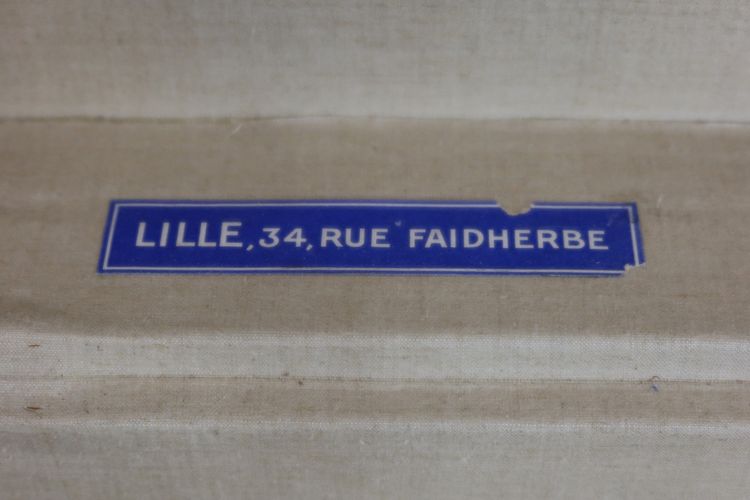 LILLE, 34, RUE FAIDHERBE